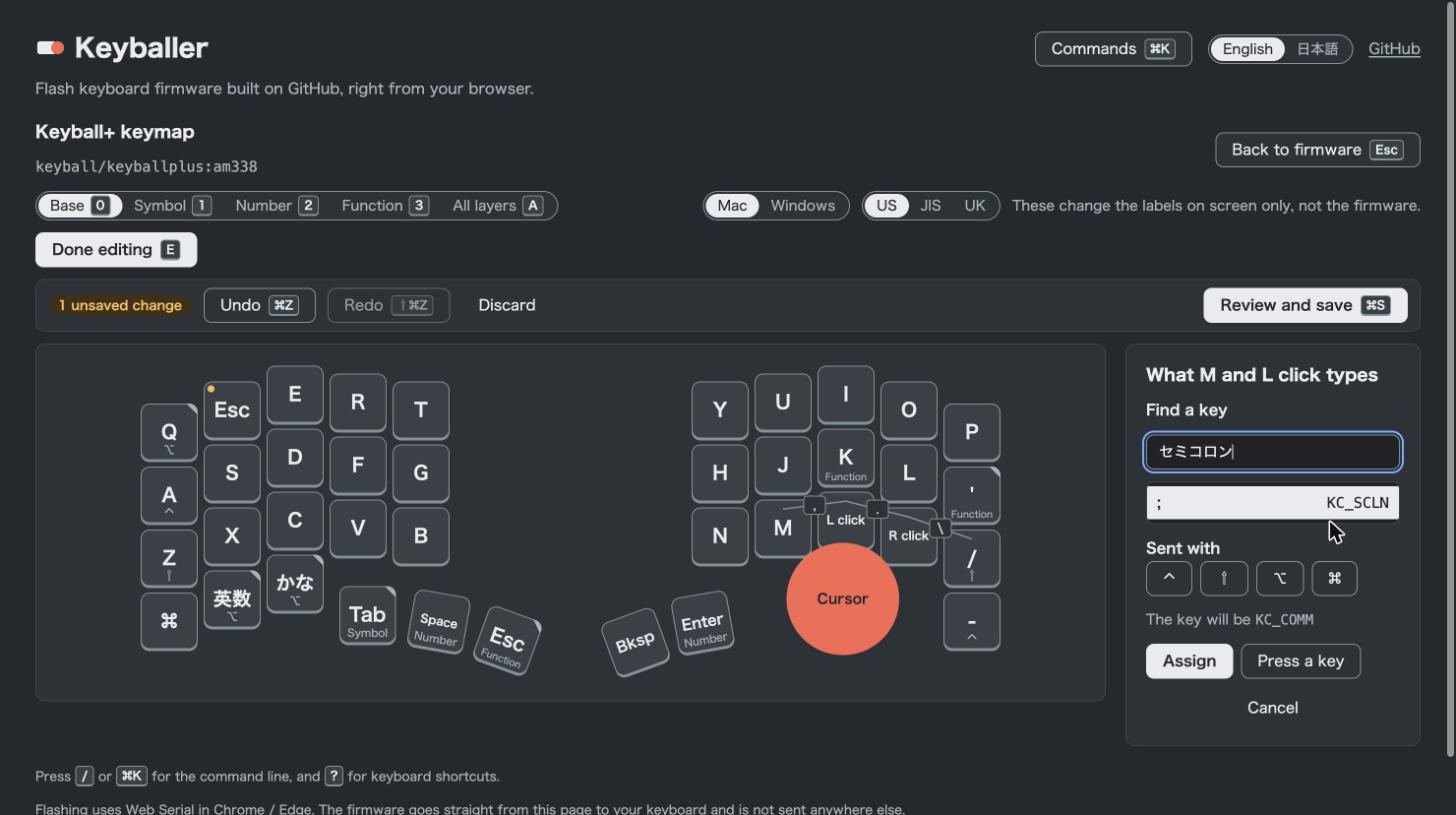 Keyballer
Commands ⌘K English 日本語 GitHub
Flash keyboard firmware built on GitHub, right from your browser.
Keyball+ keymap
keyball/keyballplus:am338
Back to firmware Esc
Base 0 Symbol 1 Number 2 Function 3 All layers A
Mac Windows US JIS UK These change the labels on screen only, not the firmware.
Done editing E
1 unsaved change Undo ⌘Z Redo ⇧⌘Z Discard Review and save ⌘S
Q ⌥ Esc E R T
A ^ S D F G
Z ⇧ X C V B
⌘ 英数 ⌥ かな ⌥ Tab Symbol Space Number Esc Function
Y U I O P
H J K Function L ' Function
N M , L click . R click \ / ⇧
Bksp Enter Number Cursor - ^
What M and L click types
Find a key
セミコロン
; KC_SCLN
Sent with
^ ⇧ ⌥ ⌘
The key will be KC_COMM
Assign Press a key
Cancel
Press / or ⌘K for the command line, and ? for keyboard shortcuts.
Flashing uses Web Serial in Chrome / Edge. The firmware goes straight from this page to your keyboard and is not sent anywhere else.